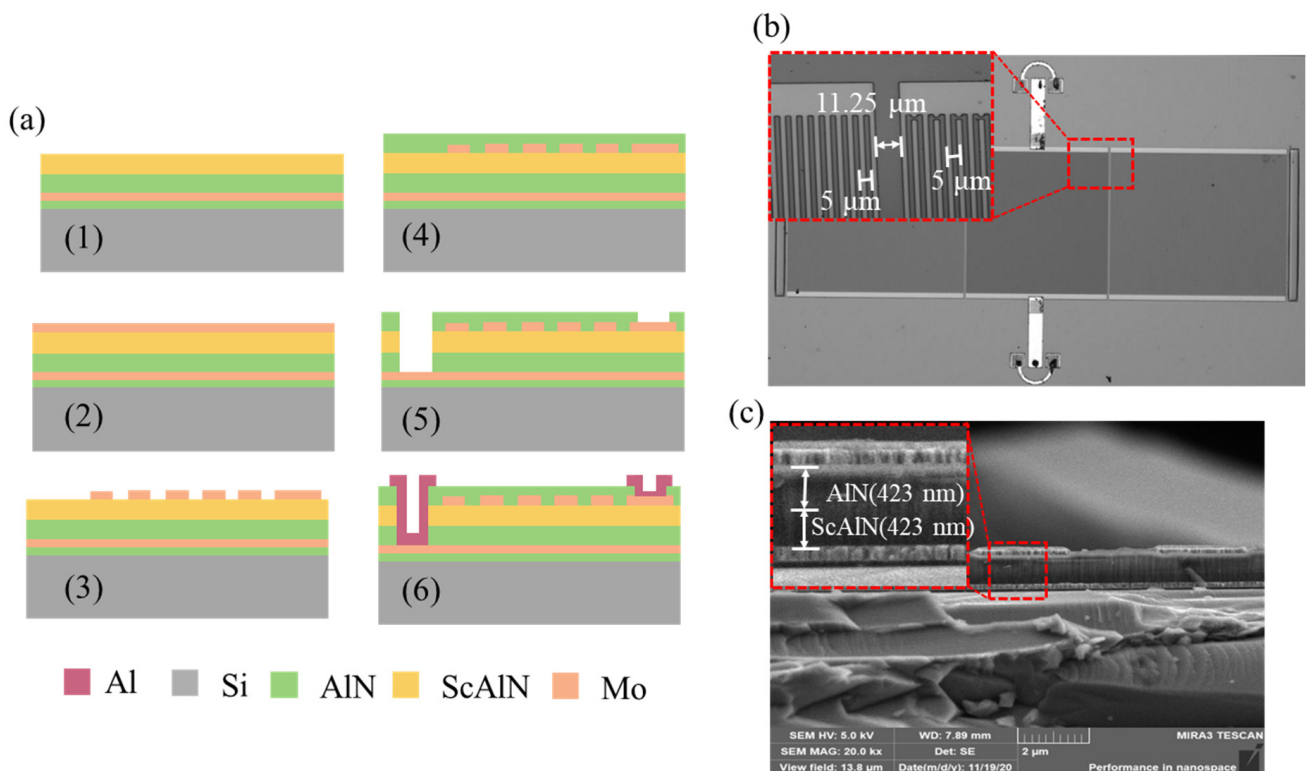 (a)
(1)
(4)
(2)
(5)
(3)
(6)
Al
Si
AlN
ScAlN
Mo
(b)
11.25 μm
5 μm
5 μm
(c)
AlN(423 nm)
ScAlN(423 nm)
SEM HV: 5.0 kV
WD: 7.89 mm
MIRA3 TESCAN
SEM MAG: 20.0 kx
Det: SE
2 μm
View field: 13.8 μm
Date(m/d/y): 11/19/20
Performance in nanospace